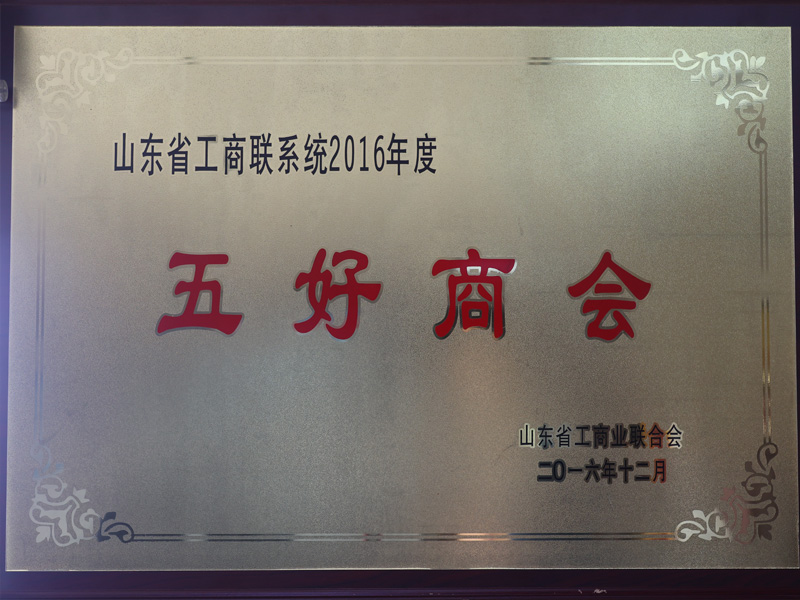 山东省工商联系统2016年度
五好商会
山东省工商业联合会
二〇一六年十二月